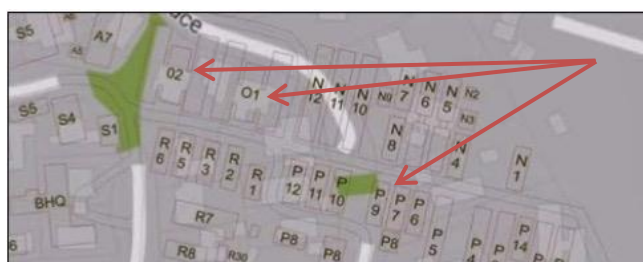 ace
S5
A6
A7
A5
02
O1
N 12
N 11
N 10
N9
N 7
N 6
N 5
N2
N3
S5
S4
S1
N 8
N 4
N 1
R 6
R 5
R 3
R 2
R 1
P 12
P 11
P 10
P 9
P 7
P 6
BHQ
R7
P8
P8
P 5
P 4
P 14
6
R8
R30